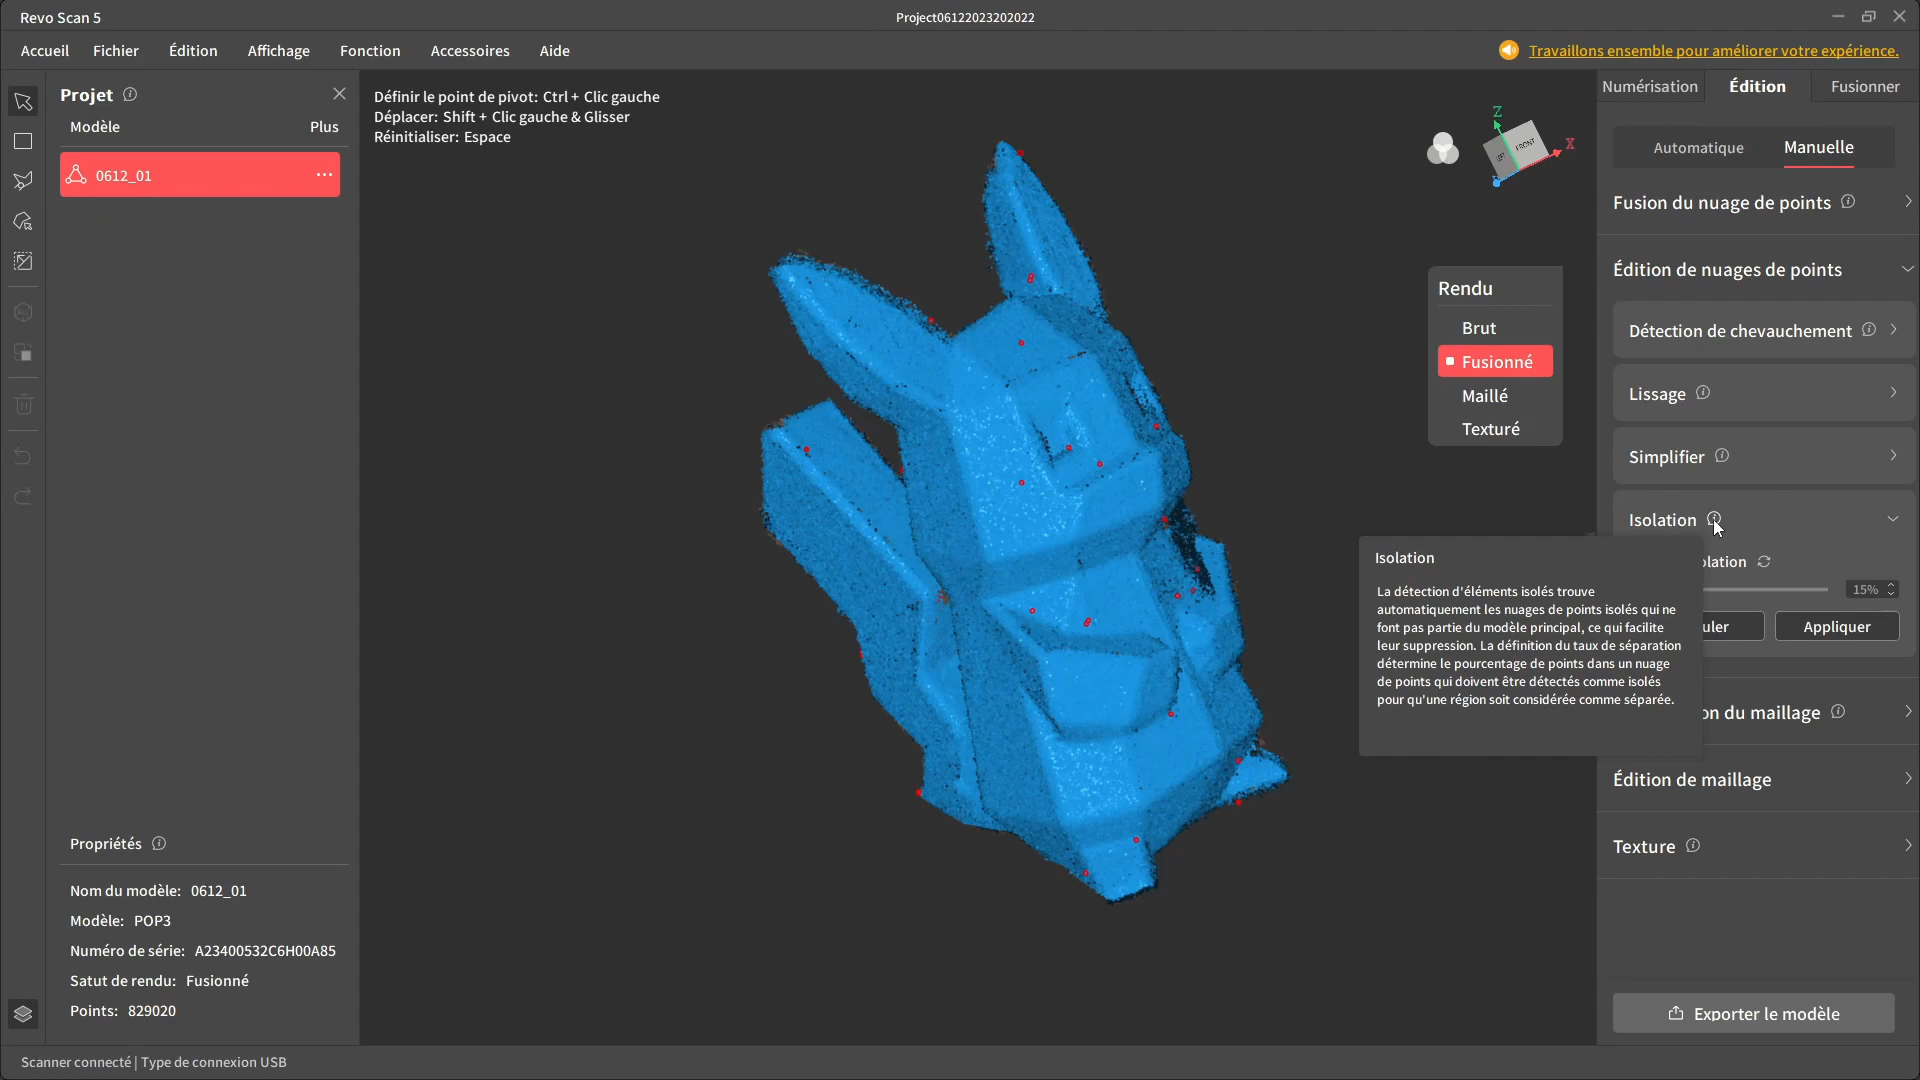 Revo Scan 5
Project06122023202022
Accueil Fichier Édition Affichage Fonction Accessoires Aide
Travaillons ensemble pour améliorer votre expérience.
Projet
Modèle Plus
0612_01
Définir le point de pivot: Ctrl + Clic gauche
Déplacer: Shift + Clic gauche & Glisser
Réinitialiser: Espace
Z
X
LEFT
FRONT
Rendu
Brut
Fusionné
Maillé
Texturé
Numérisation Édition Fusionner
Automatique Manuelle
Fusion du nuage de points
Édition de nuages de points
Détection de chevauchement
Lissage
Simplifier
Isolation
olation
15%
uler Appliquer
Isolation
La détection d'éléments isolés trouve
automatiquement les nuages de points isolés qui ne
font pas partie du modèle principal, ce qui facilite
leur suppression. La définition du taux de séparation
détermine le pourcentage de points dans un nuage
de points qui doivent être détectés comme isolés
pour qu'une région soit considérée comme séparée.
on du maillage
Édition de maillage
Texture
Exporter le modèle
Propriétés
Nom du modèle: 0612_01
Modèle: POP3
Numéro de série: A23400532C6H00A85
Satut de rendu: Fusionné
Points: 829020
Scanner connecté | Type de connexion USB